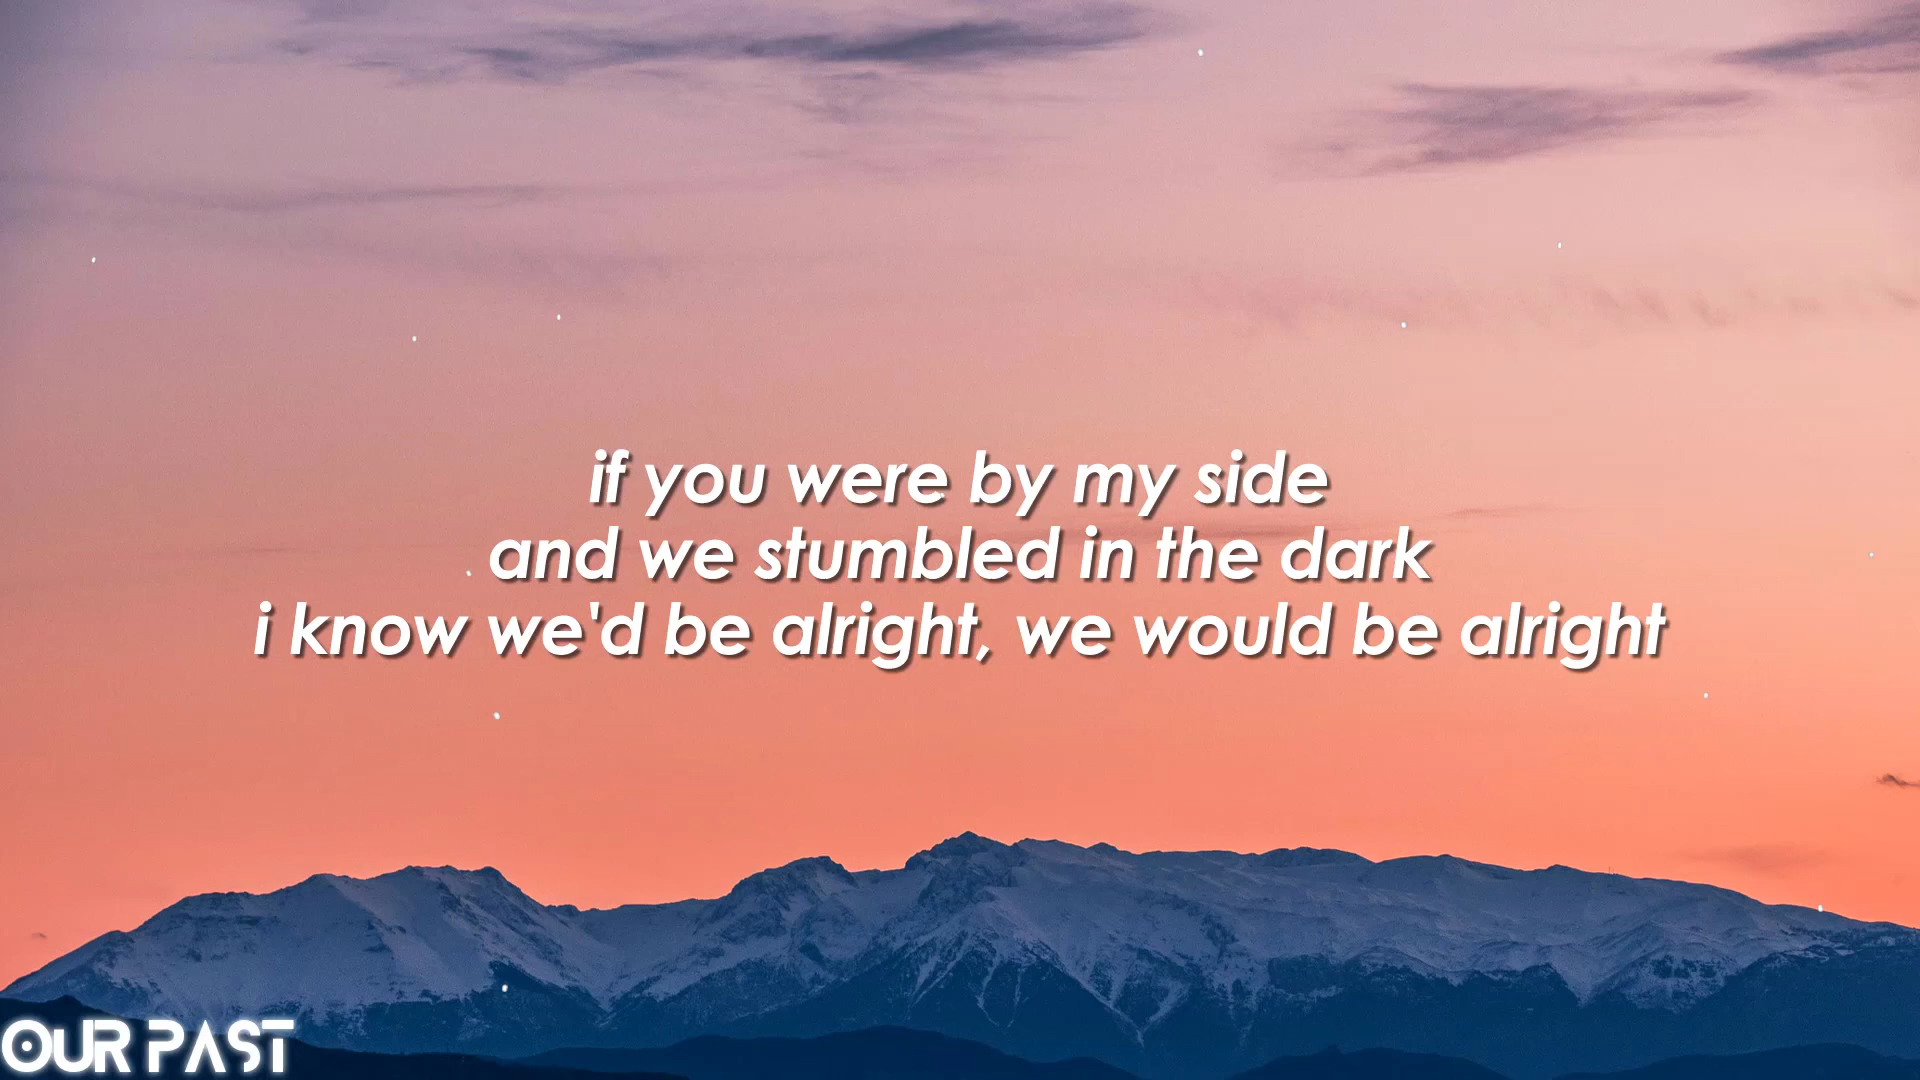 if you were by my side
and we stumbled in the dark
i know we'd be alright, we would be alright
OUR PAST